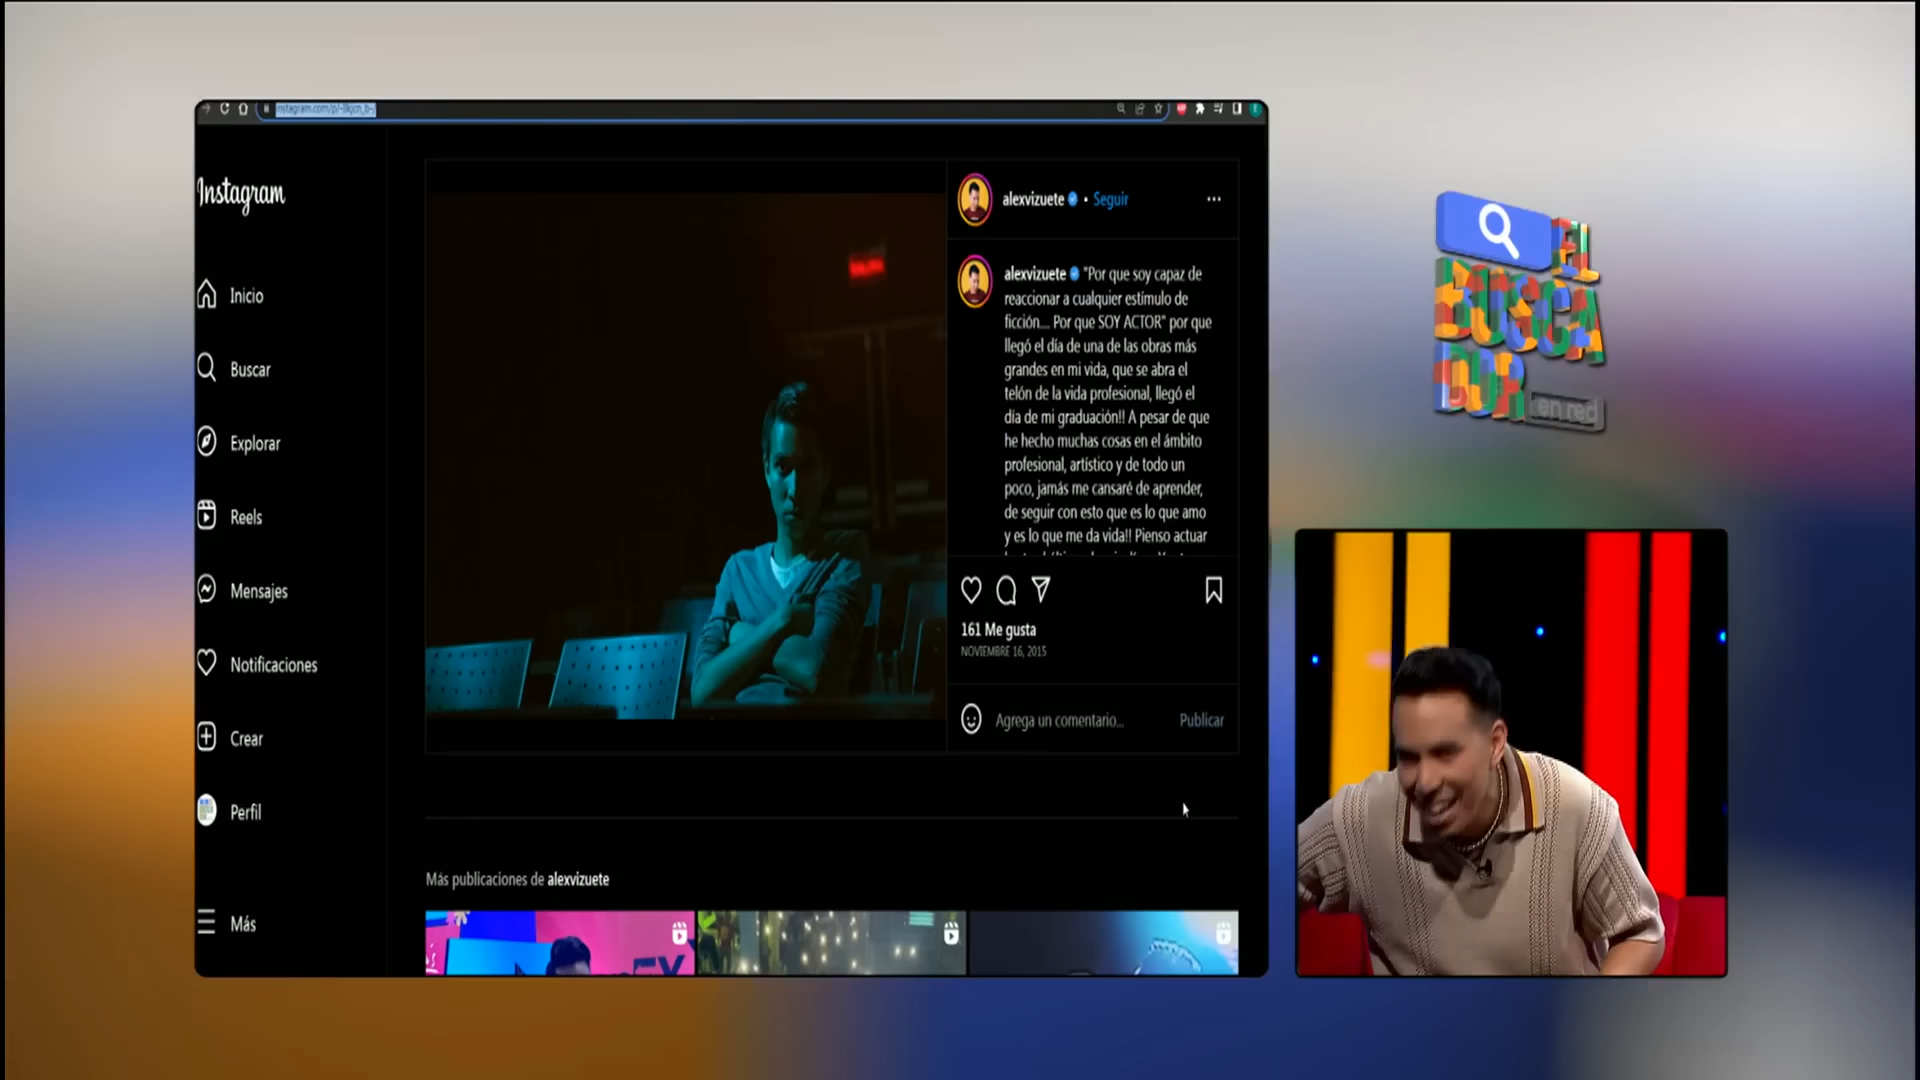 Instagram
Inicio
Buscar
Explorar
Reels
Mensajes
Notificaciones
Crear
Perfil
Más
alexvizuete • Seguir
alexvizuete "Por que soy capaz de
reaccionar a cualquier estímulo de
ficción.... Por que SOY ACTOR" por que
llegó el día de una de las obras más
grandes en mi vida, que se abra el
telón de la vida profesional, llegó el
día de mi graduación!! A pesar de que
he hecho muchas cosas en el ámbito
profesional, artístico y de todo un
poco, jamás me cansaré de aprender,
de seguir con esto que es lo que amo
y es lo que me da vida!! Pienso actuar
161 Me gusta
NOVIEMBRE 16, 2015
Agrega un comentario...
Publicar
Más publicaciones de alexvizuete
EL
BUSCA
DOR
en red